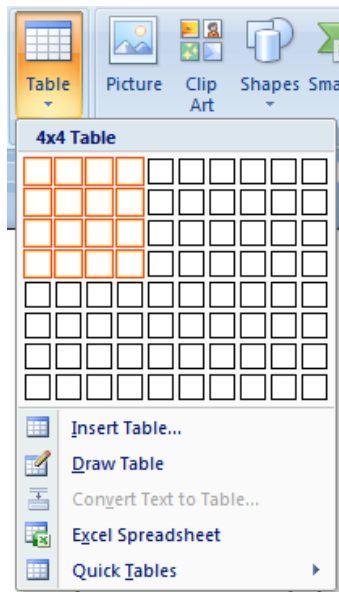 Table Picture Clip Art Shapes Sma
4x4 Table
Insert Table...
Draw Table
Convert Text to Table...
Excel Spreadsheet
Quick Tables